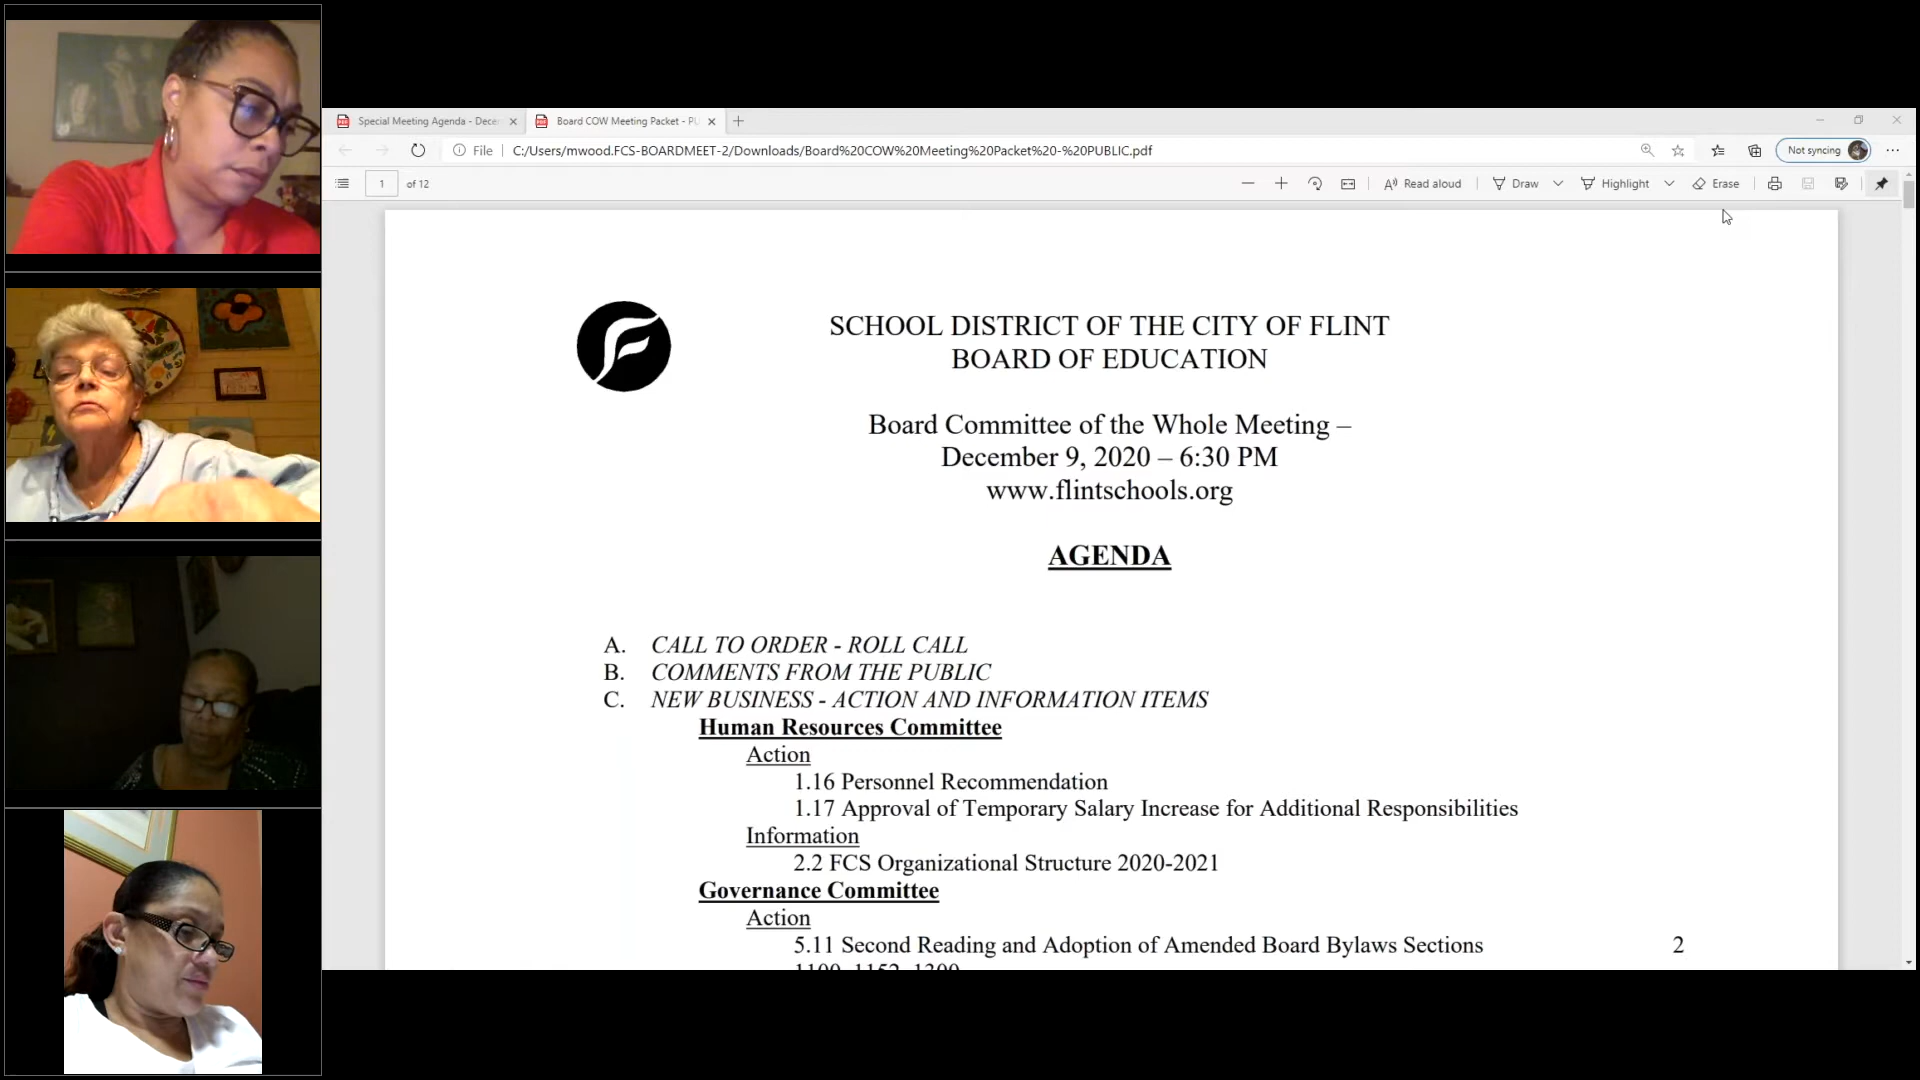 Special Meeting Agenda - Dece
Board COW Meeting Packet - PU
File
C:/Users/mwood.FCS-BOARDMEET-2/Downloads/Board%20COW%20Meeting%20Packet%20-%20PUBLIC.pdf
Not syncing
1 of 12
Read aloud
Draw
Highlight
Erase
SCHOOL DISTRICT OF THE CITY OF FLINT
BOARD OF EDUCATION
Board Committee of the Whole Meeting –
December 9, 2020 – 6:30 PM
www.flintschools.org
AGENDA
A. CALL TO ORDER - ROLL CALL
B. COMMENTS FROM THE PUBLIC
C. NEW BUSINESS - ACTION AND INFORMATION ITEMS
Human Resources Committee
Action
1.16 Personnel Recommendation
1.17 Approval of Temporary Salary Increase for Additional Responsibilities
Information
2.2 FCS Organizational Structure 2020-2021
Governance Committee
Action
5.11 Second Reading and Adoption of Amended Board Bylaws Sections 2
1100, 1152, 1300